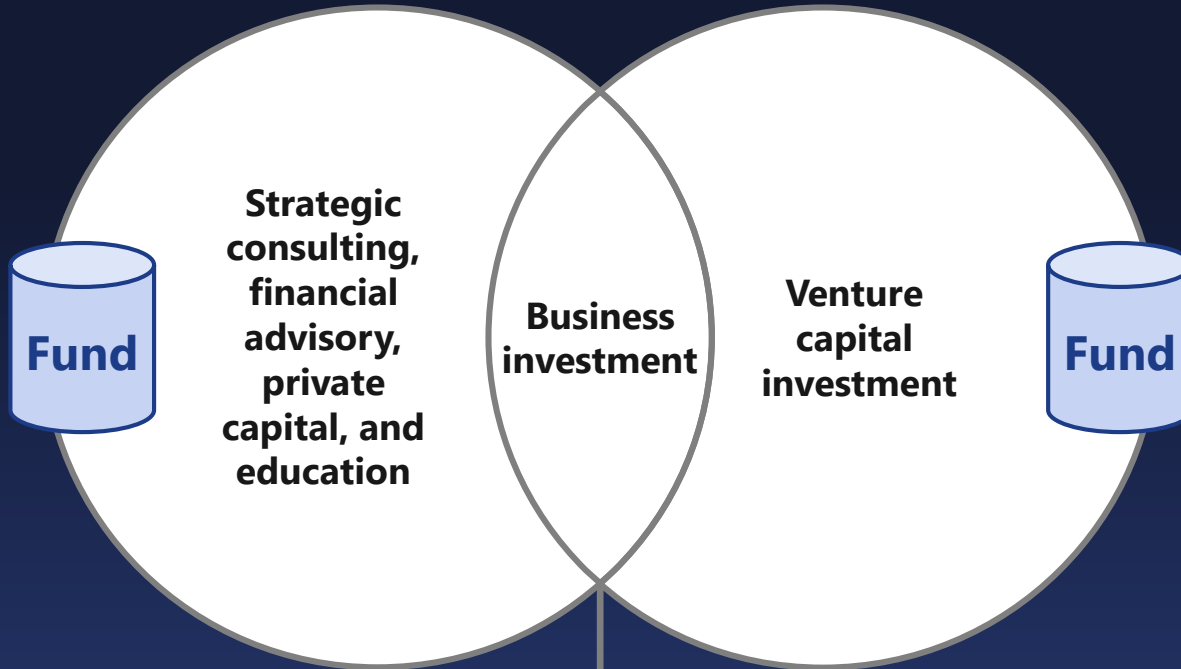 Strategic
consulting,
financial
advisory,
private
capital, and
education
Fund
Business
investment
Venture
capital
investment
Fund